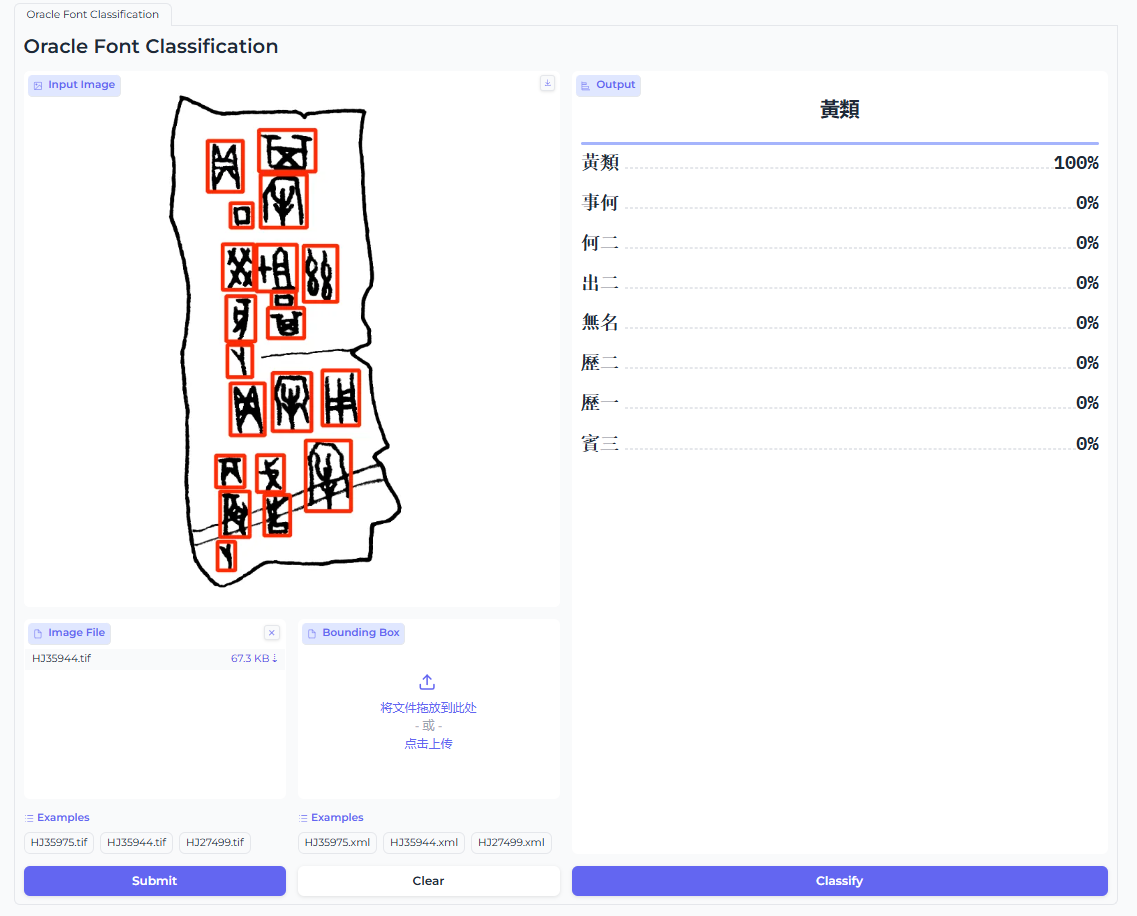 Oracle Font Classification
Oracle Font Classification
Input Image
Image File
HJ35944.tif
67.3 KB ⇣
Bounding Box
将文件拖放到此处
- 或 -
点击上传
Examples
HJ35975.tif
HJ35944.tif
HJ27499.tif
Examples
HJ35975.xml
HJ35944.xml
HJ27499.xml
Submit
Clear
Output
黃類
黃類 100%
事何 0%
何二 0%
出二 0%
無名 0%
歷二 0%
歷一 0%
賓三 0%
Classify